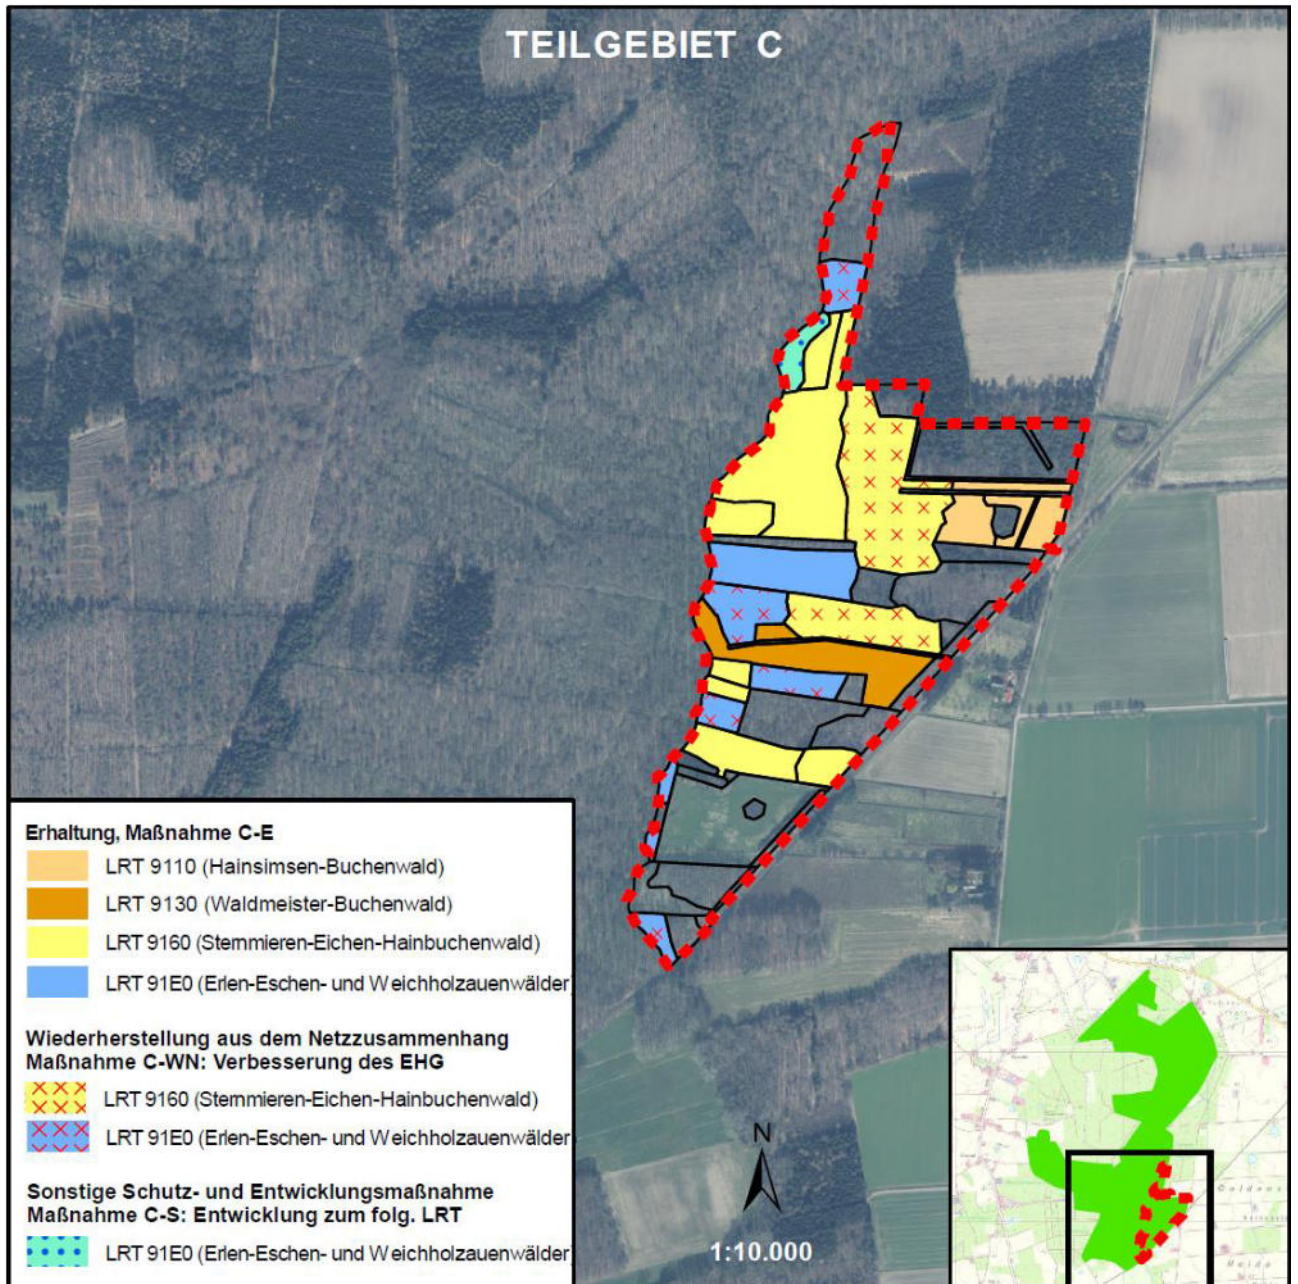 TEILGEBIET C
Erhaltung, Maßnahme C-E
LRT 9110 (Hainsimsen-Buchenwald)
LRT 9130 (Waldmeister-Buchenwald)
LRT 9160 (Sternmieren-Eichen-Hainbuchenwald)
LRT 91E0 (Erlen-Eschen- und Weichholzauenwälder
Wiederherstellung aus dem Netzzusammenhang
Maßnahme C-WN: Verbesserung des EHG
LRT 9160 (Sternmieren-Eichen-Hainbuchenwald)
LRT 91E0 (Erlen-Eschen- und Weichholzauenwälder
Sonstige Schutz- und Entwicklungsmaßnahme
Maßnahme C-S: Entwicklung zum folg. LRT
LRT 91E0 (Erlen-Eschen- und Weichholzauenwälder
N
1:10.000